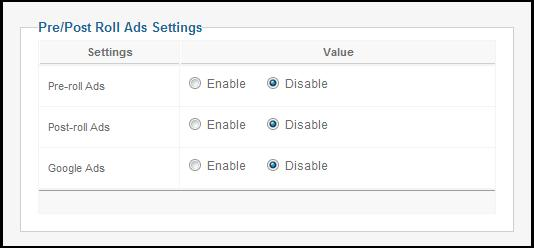 Pre/Post Roll Ads Settings
Settings Value
Pre-roll Ads Enable Disable
Post-roll Ads Enable Disable
Google Ads Enable Disable